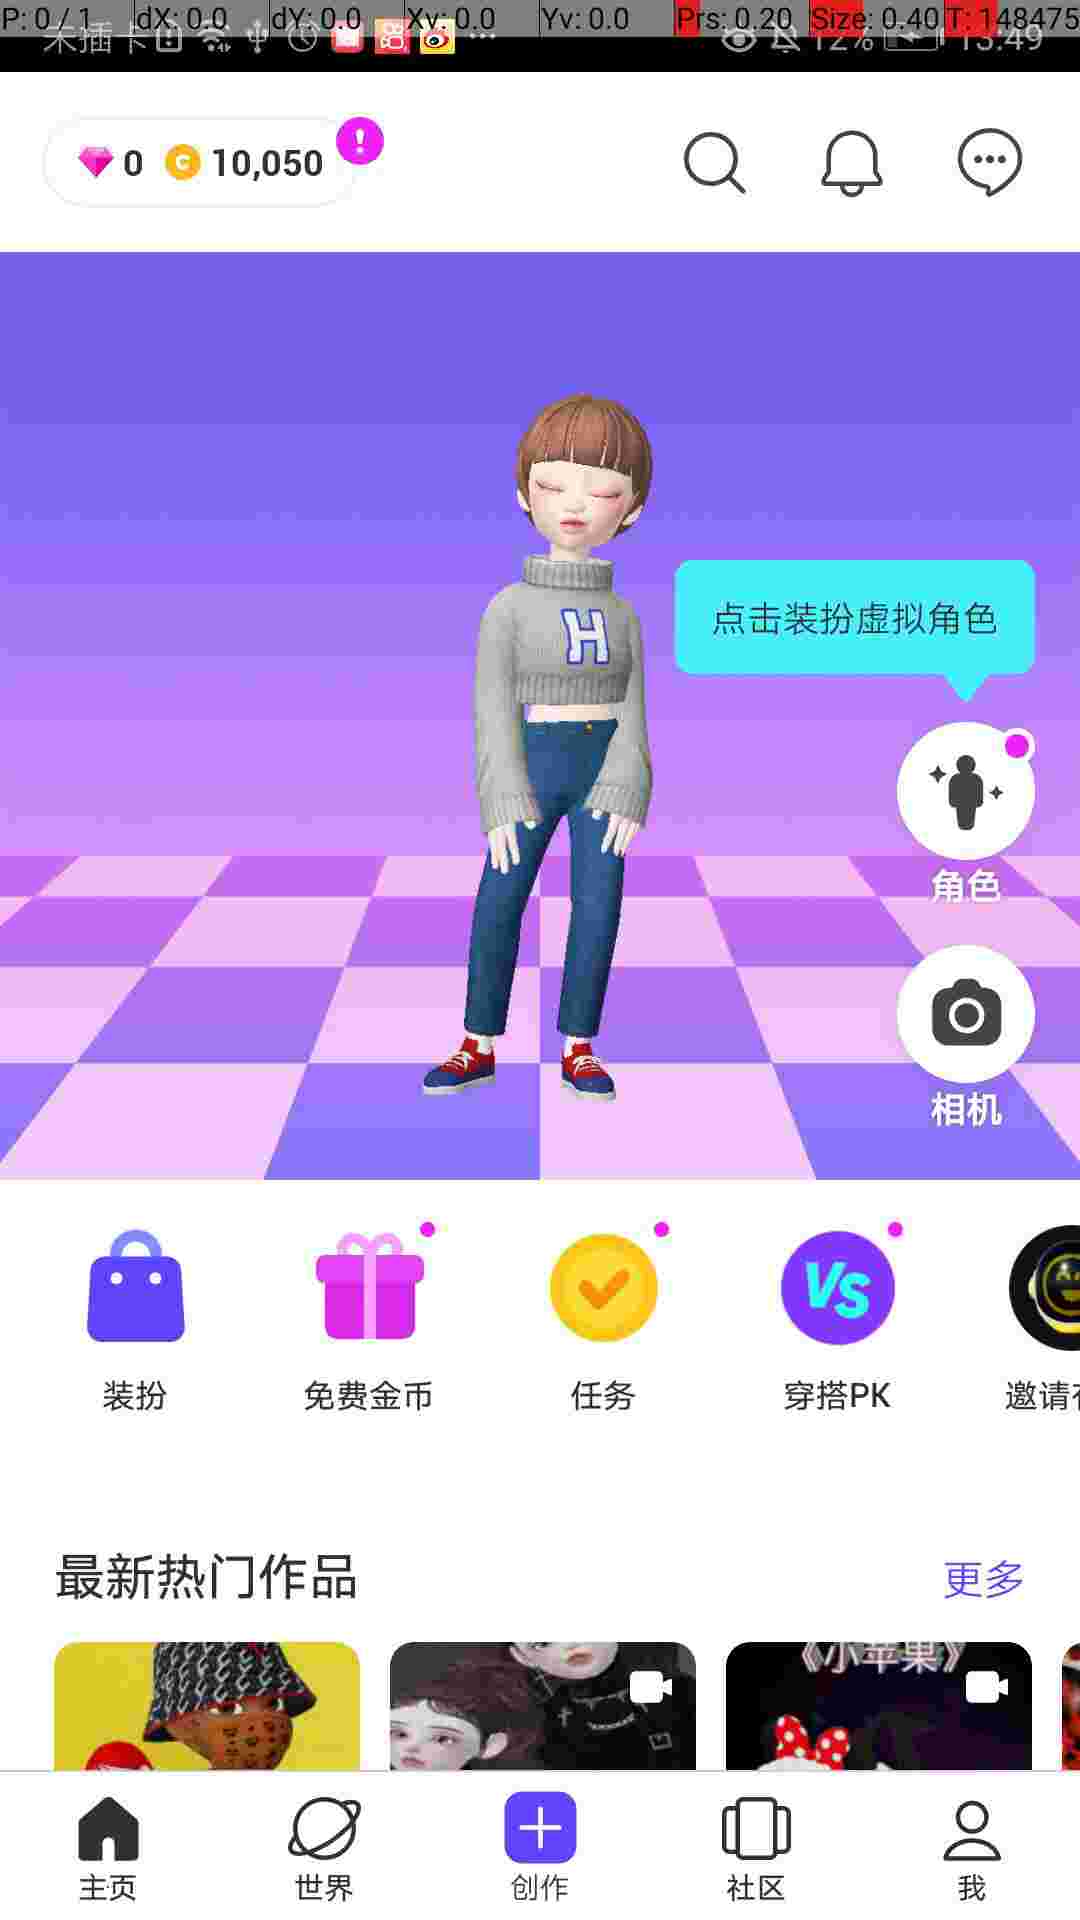 P: 0 / 1 dX: 0.0 dY: 0.0 Xv: 0.0 Yv: 0.0 Prs: 0.20 Size: 0.40 T: 148475
未插卡 12% 13:49
0 10,050
H
点击装扮虚拟角色
角色
相机
VS
装扮 免费金币 任务 穿搭PK 邀请
最新热门作品 更多
《小苹果》
主页 世界 创作 社区 我